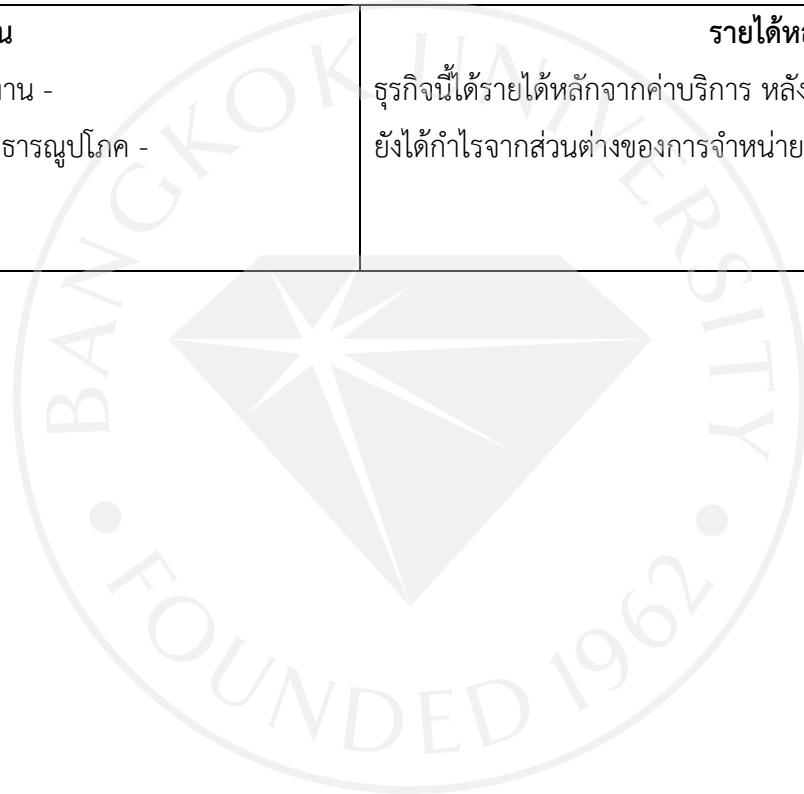 น
รายได้หล
าน -
ธุรกิจนี้ได้รายได้หลักจากค่าบริการ หลัง
ธารณูปโภค -
ยังได้กำไรจากส่วนต่างของการจำหน่าย
BANGKOK UNIVERSITY
• FOUNDED 1962 •